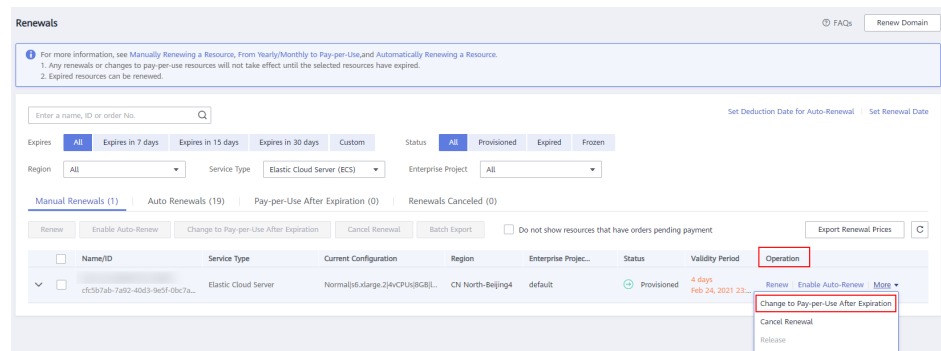 Renewals
FAQs
Renew Domain
For more information, see Manually Renewing a Resource, From Yearly/Monthly to Pay-per-Use,and Automatically Renewing a Resource.
1. Any renewals or changes to pay-per-use resources will not take effect until the selected resources have expired.
2. Expired resources can be renewed.
Enter a name, ID or order No.
Set Deduction Date for Auto-Renewal
Set Renewal Date
Expires All Expires in 7 days Expires in 15 days Expires in 30 days Custom
Status All Provisioned Expired Frozen
Region All Service Type Elastic Cloud Server (ECS) Enterprise Project All
Manual Renewals (1) Auto Renewals (19) Pay-per-Use After Expiration (0) Renewals Canceled (0)
Renew Enable Auto-Renew Change to Pay-per-Use After Expiration Cancel Renewal Batch Export Do not show resources that have orders pending payment Export Renewal Prices
Name/ID Service Type Current Configuration Region Enterprise Projec... Status Validity Period Operation
cfc5b7ab-7a92-40d3-9e5f-0bc7a... Elastic Cloud Server Normal|s6.xlarge.2|4vCPUs|8GB|l... CN North-Beijing4 default Provisioned 4 days Renew Enable Auto-Renew More
Feb 24, 2021 23:...
Change to Pay-per-Use After Expiration
Cancel Renewal
Release